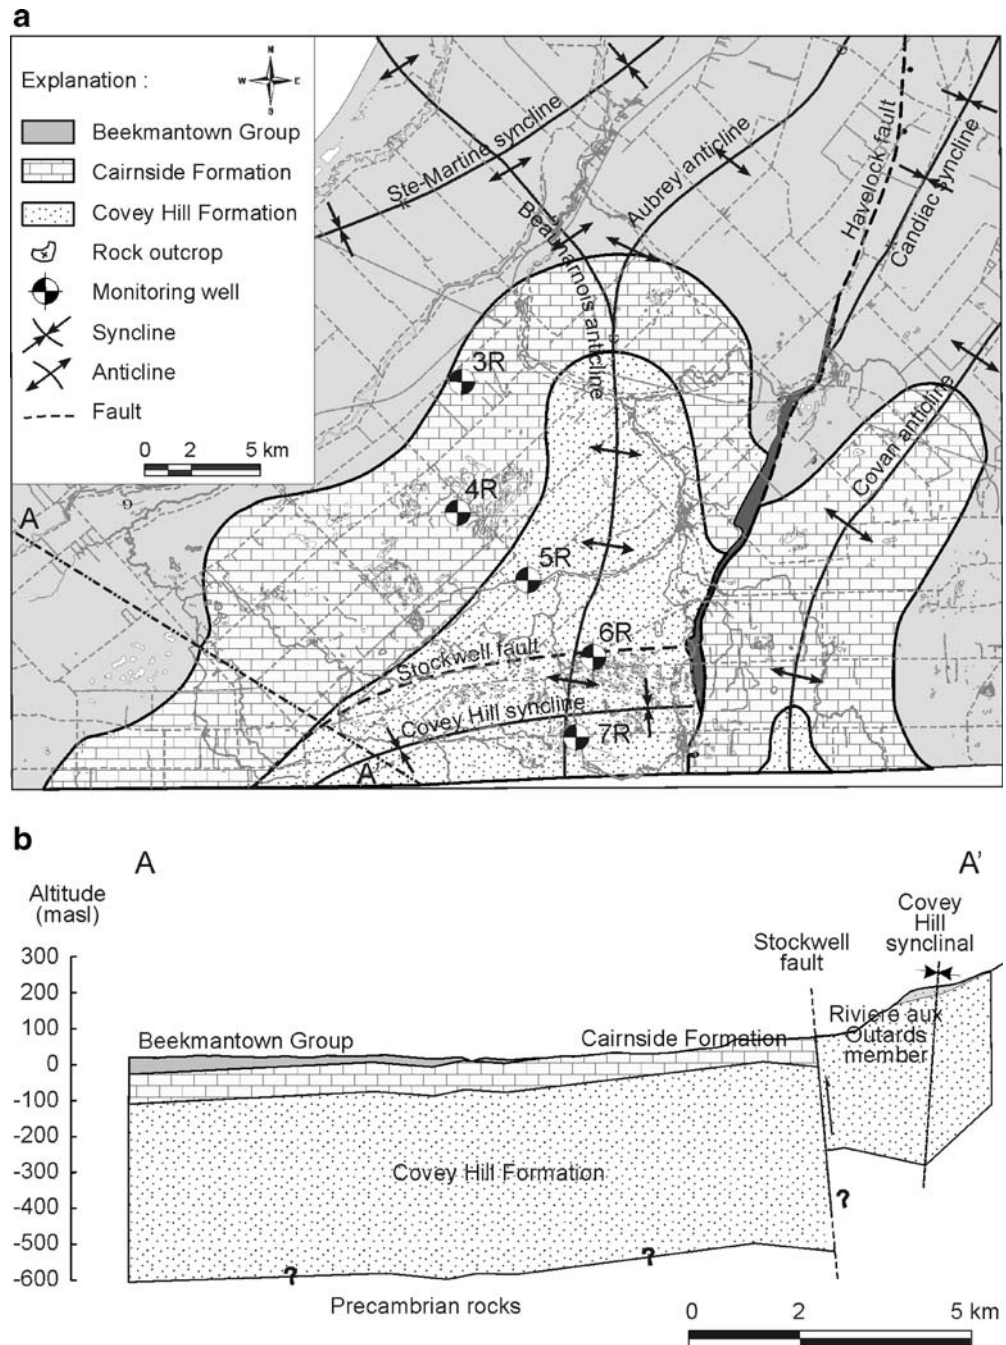 a
Explanation :
N
W
E
S
Beekmantown Group
Cairnside Formation
Covey Hill Formation
Rock outcrop
Monitoring well
Syncline
Anticline
Fault
0 2 5 km
Ste-Martine syncline
Beauharnois anticline
Aubrey anticline
Havelock fault
Candiac syncline
Covan anticline
3R
4R
5R
6R
7R
Stockwell fault
Covey Hill syncline
A
A'
b
A
A'
Altitude
(masl)
300
200
100
0
-100
-200
-300
-400
-500
-600
Covey
Hill
synclinal
Stockwell
fault
Beekmantown Group
Cairnside Formation
Riviere aux
Outards
member
Covey Hill Formation
?
?
?
Precambrian rocks
0 2 5 km